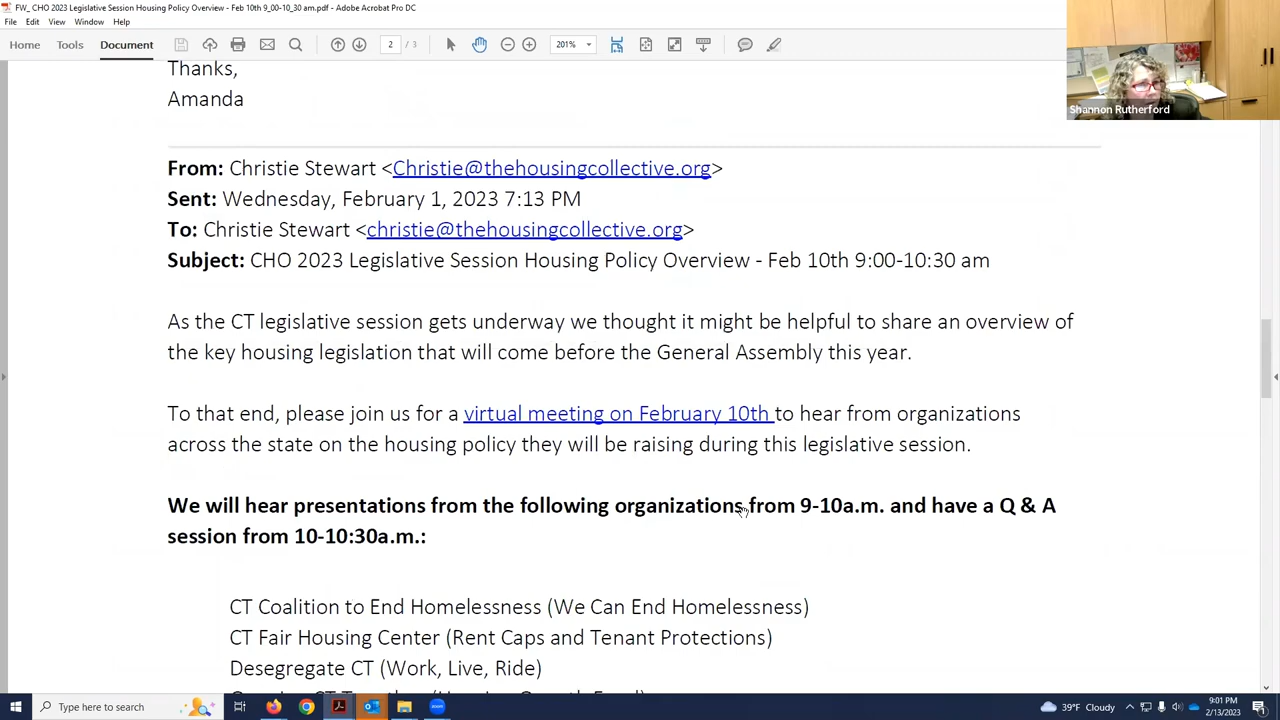 FW_ CHO 2023 Legislative Session Housing Policy Overview - Feb 10th 9_00-10_30 am.pdf - Adobe Acrobat Pro DC
File Edit View Window Help
Home Tools Document 2 / 3 201%
Shannon Rutherford
Thanks,
Amanda
From: Christie Stewart <Christie@thehousingcollective.org>
Sent: Wednesday, February 1, 2023 7:13 PM
To: Christie Stewart <christie@thehousingcollective.org>
Subject: CHO 2023 Legislative Session Housing Policy Overview - Feb 10th 9:00-10:30 am
As the CT legislative session gets underway we thought it might be helpful to share an overview of
the key housing legislation that will come before the General Assembly this year.
To that end, please join us for a virtual meeting on February 10th to hear from organizations
across the state on the housing policy they will be raising during this legislative session.
We will hear presentations from the following organizations from 9-10a.m. and have a Q & A
session from 10-10:30a.m.:
CT Coalition to End Homelessness (We Can End Homelessness)
CT Fair Housing Center (Rent Caps and Tenant Protections)
Desegregate CT (Work, Live, Ride)
Type here to search
39°F Cloudy
9:01 PM
2/13/2023